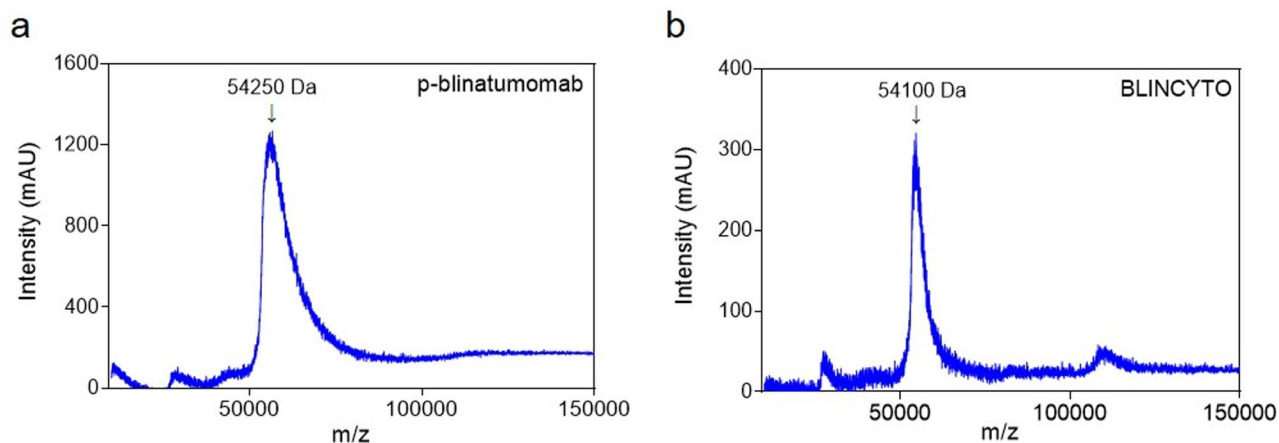 a
1600
1200
800
400
0
Intensity (mAU)
54250 Da
↓
p-blinatumomab
50000
100000
150000
m/z
b
400
300
200
100
0
Intensity (mAU)
54100 Da
↓
BLINCYTO
50000
100000
150000
m/z